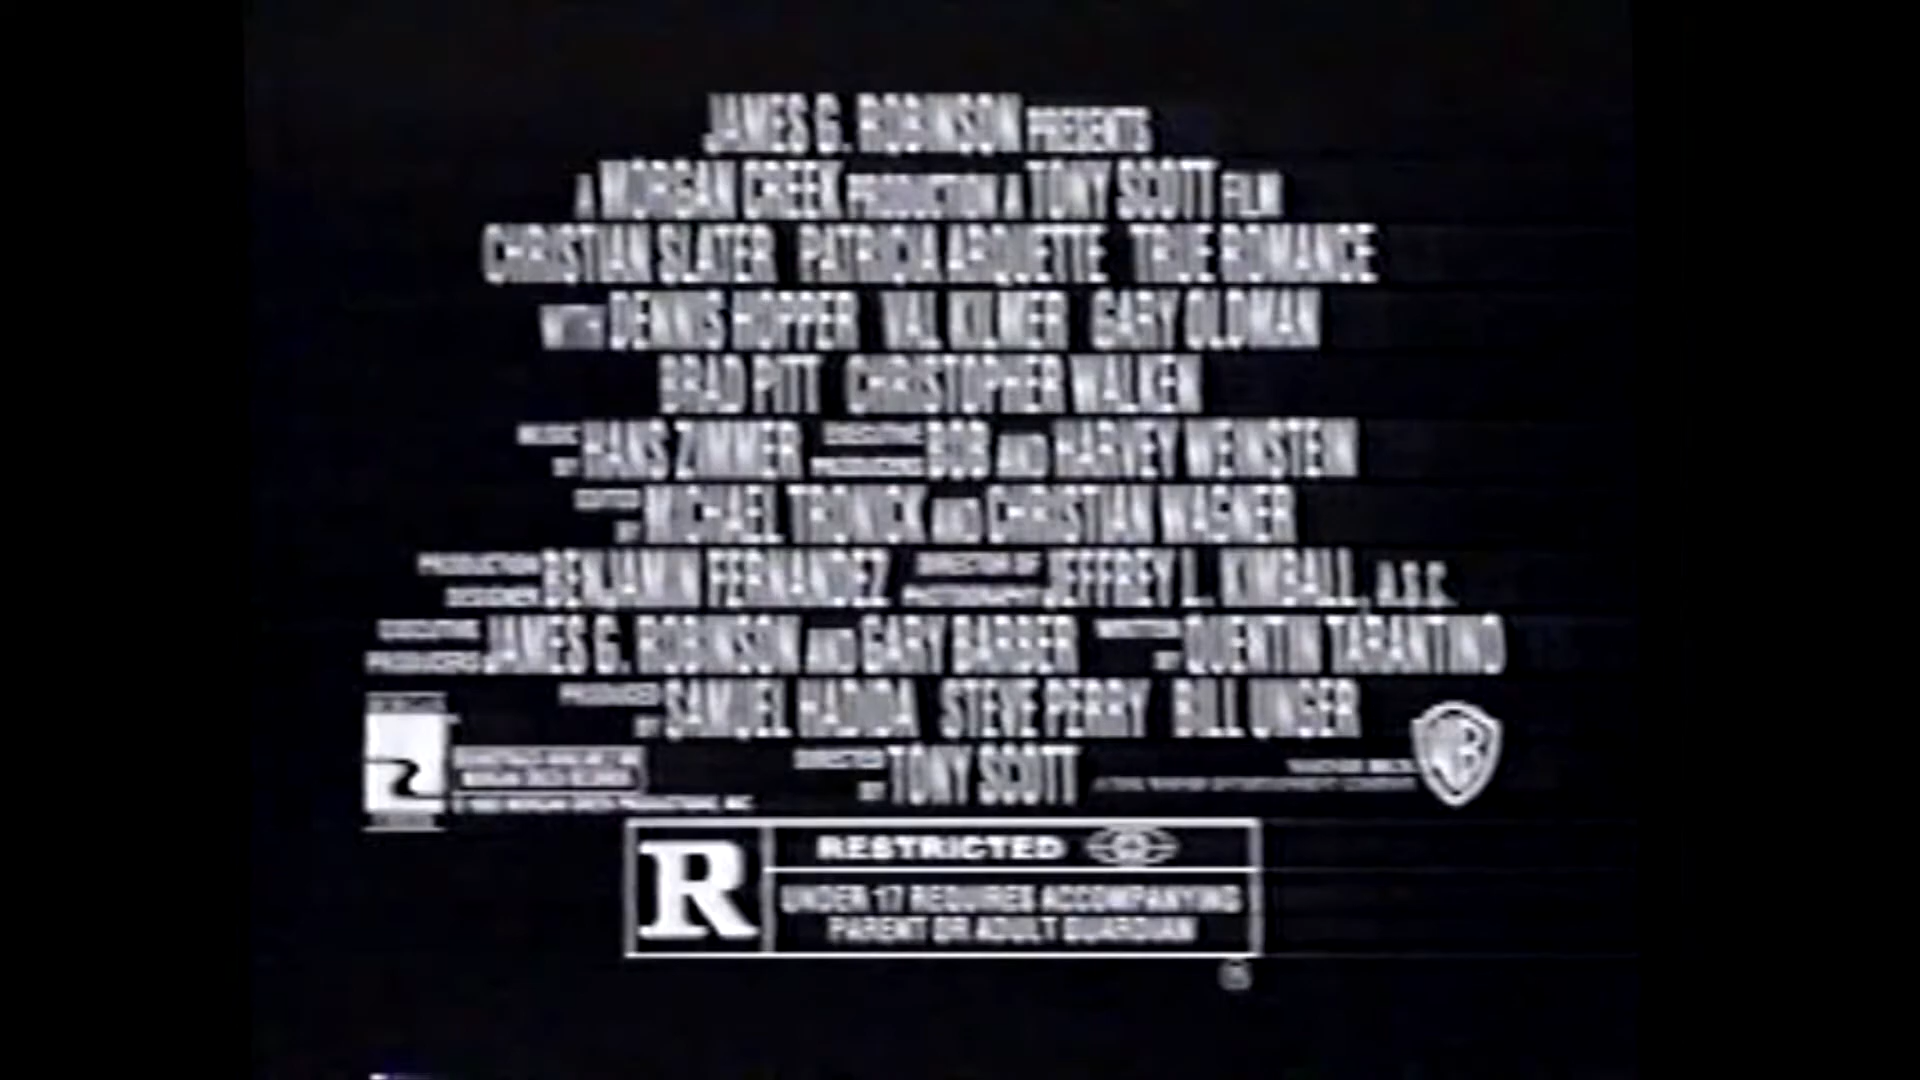 JAMES G. ROBINSON PRESENTS
A MORGAN CREEK PRODUCTION A TONY SCOTT FILM
CHRISTIAN SLATER PATRICIA ARQUETTE TRUE ROMANCE
WITH DENNIS HOPPER VAL KILMER GARY OLDMAN
BRAD PITT CHRISTOPHER WALKEN
MUSIC BY HANS ZIMMER EXECUTIVE PRODUCERS BOB AND HARVEY WEINSTEIN
EDITED BY MICHAEL TRONICK AND CHRISTIAN WAGNER
PRODUCTION DESIGNER BENJAMIN FERNANDEZ DIRECTOR OF PHOTOGRAPHY JEFFREY L. KIMBALL, A.S.C.
EXECUTIVE PRODUCERS JAMES G. ROBINSON AND GARY BARBER WRITTEN BY QUENTIN TARANTINO
PRODUCED BY SAMUEL HADIDA STEVE PERRY BILL UNGER
DIRECTED BY TONY SCOTT
WB
R RESTRICTED
UNDER 17 REQUIRES ACCOMPANYING
PARENT OR ADULT GUARDIAN